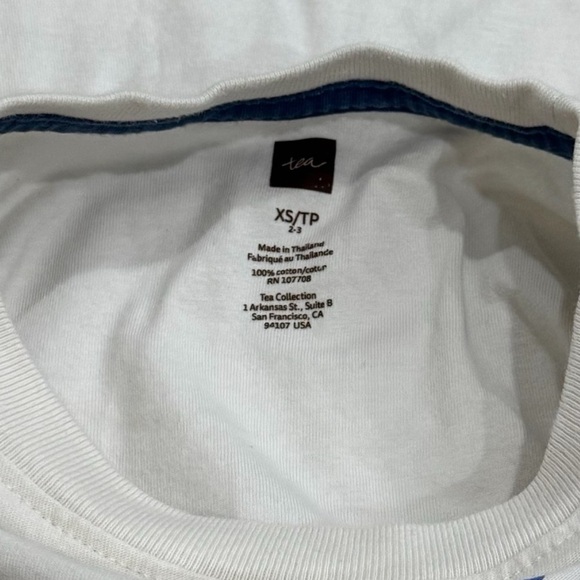 tea
XS/TP
2-3
Made in Thailand
Fabriqué au Thaïlande
100% cotton/coton
RN 107708
Tea Collection
1 Arkansas St., Suite B
San Francisco, CA
94107 USA